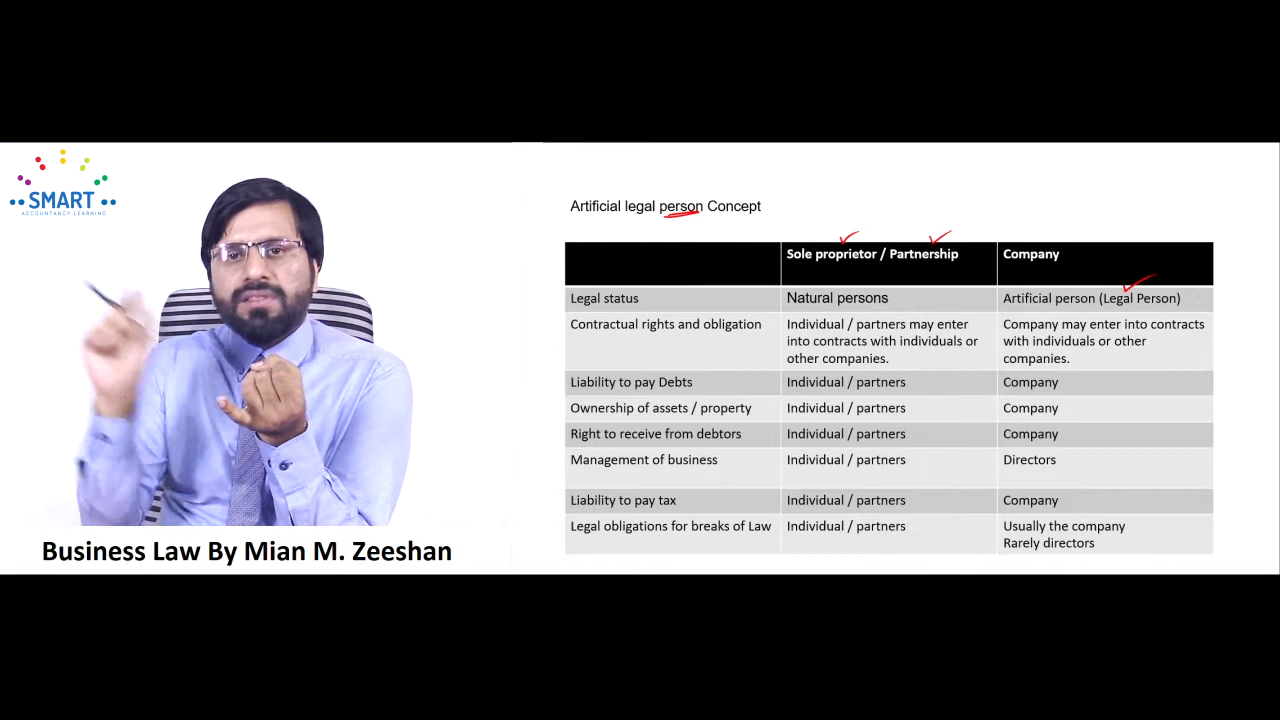 SMART
ACCOUNTANCY LEARNING
Business Law By Mian M. Zeeshan
Artificial legal person Concept
Sole proprietor / Partnership
Company
Legal status
Natural persons
Artificial person (Legal Person)
Contractual rights and obligation
Individual / partners may enter
into contracts with individuals or
other companies.
Company may enter into contracts
with individuals or other
companies.
Liability to pay Debts
Individual / partners
Company
Ownership of assets / property
Individual / partners
Company
Right to receive from debtors
Individual / partners
Company
Management of business
Individual / partners
Directors
Liability to pay tax
Individual / partners
Company
Legal obligations for breaks of Law
Individual / partners
Usually the company
Rarely directors